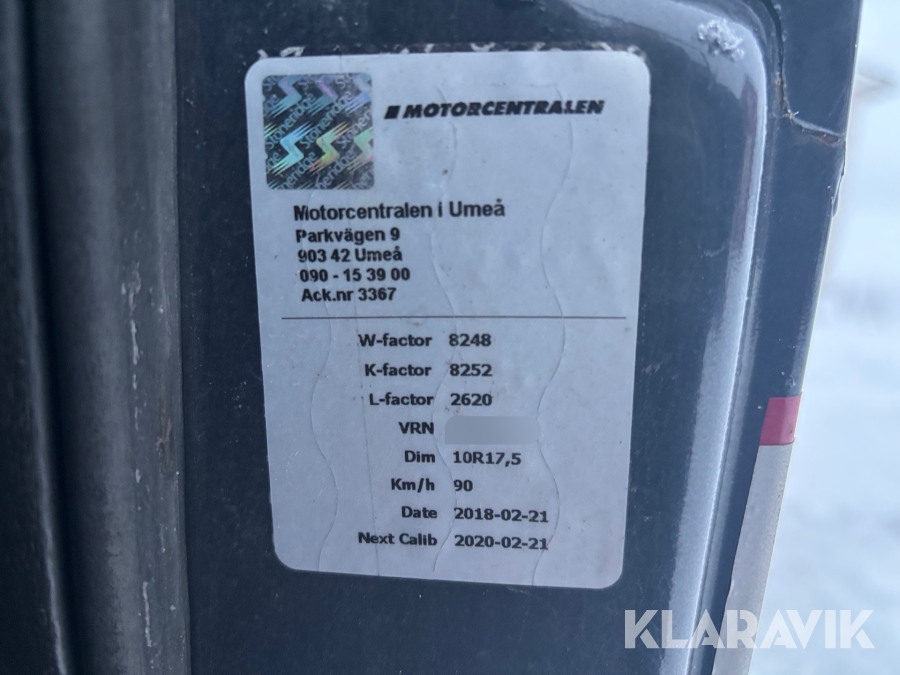 Stoneridge
MOTORCENTRALEN
Motorcentralen i Umeå
Parkvägen 9
903 42 Umeå
090 - 15 39 00
Ack.nr 3367
W-factor 8248
K-factor 8252
L-factor 2620
VRN
Dim 10R17,5
Km/h 90
Date 2018-02-21
Next Calib 2020-02-21
KLARAVIK